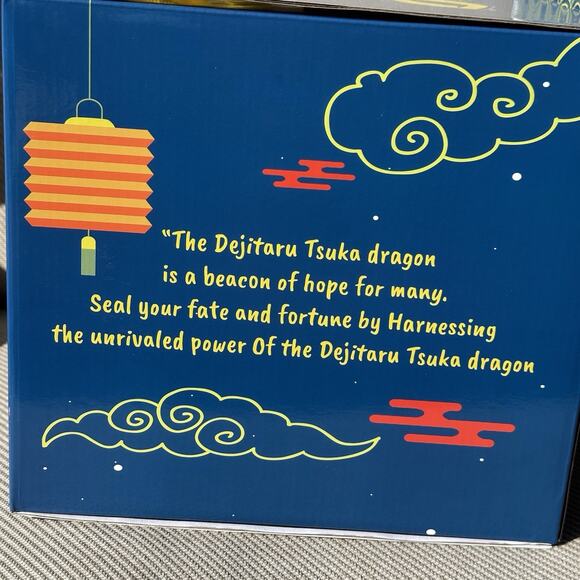 “The Dejitaru Tsuka dragon
is a beacon of hope for many.
Seal your fate and fortune by Harnessing
the unrivaled power Of the Dejitaru Tsuka dragon